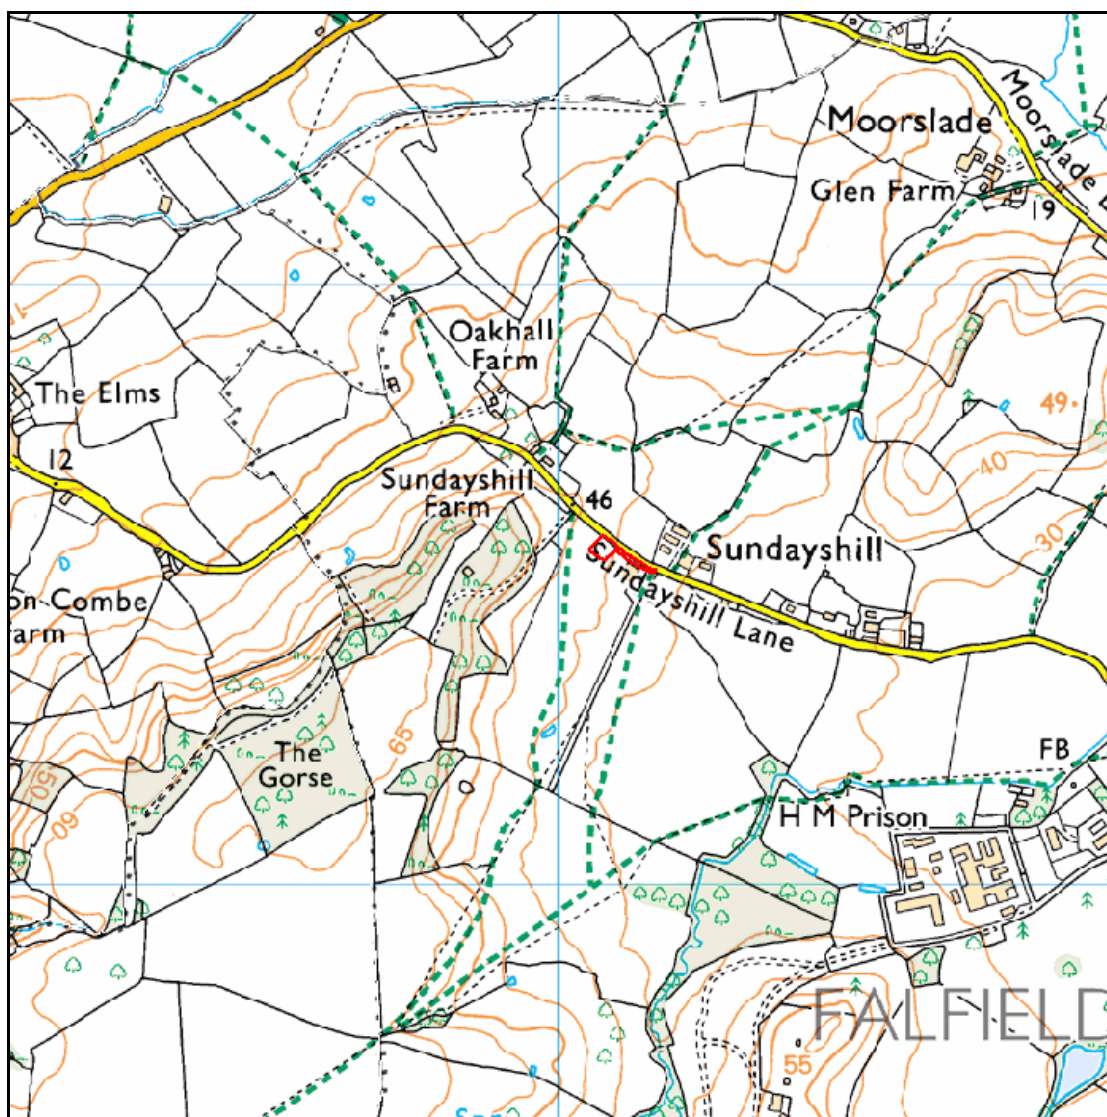 Moorslade
Moorslade
Glen Farm
19
Oakhall
Farm
The Elms
49
40
12
Sundayshill
Farm
46
30
Sundayshill
Sundayshill Lane
on Combe
arm
65
The
Gorse
50
60
FB
H M Prison
FALFIELD
55